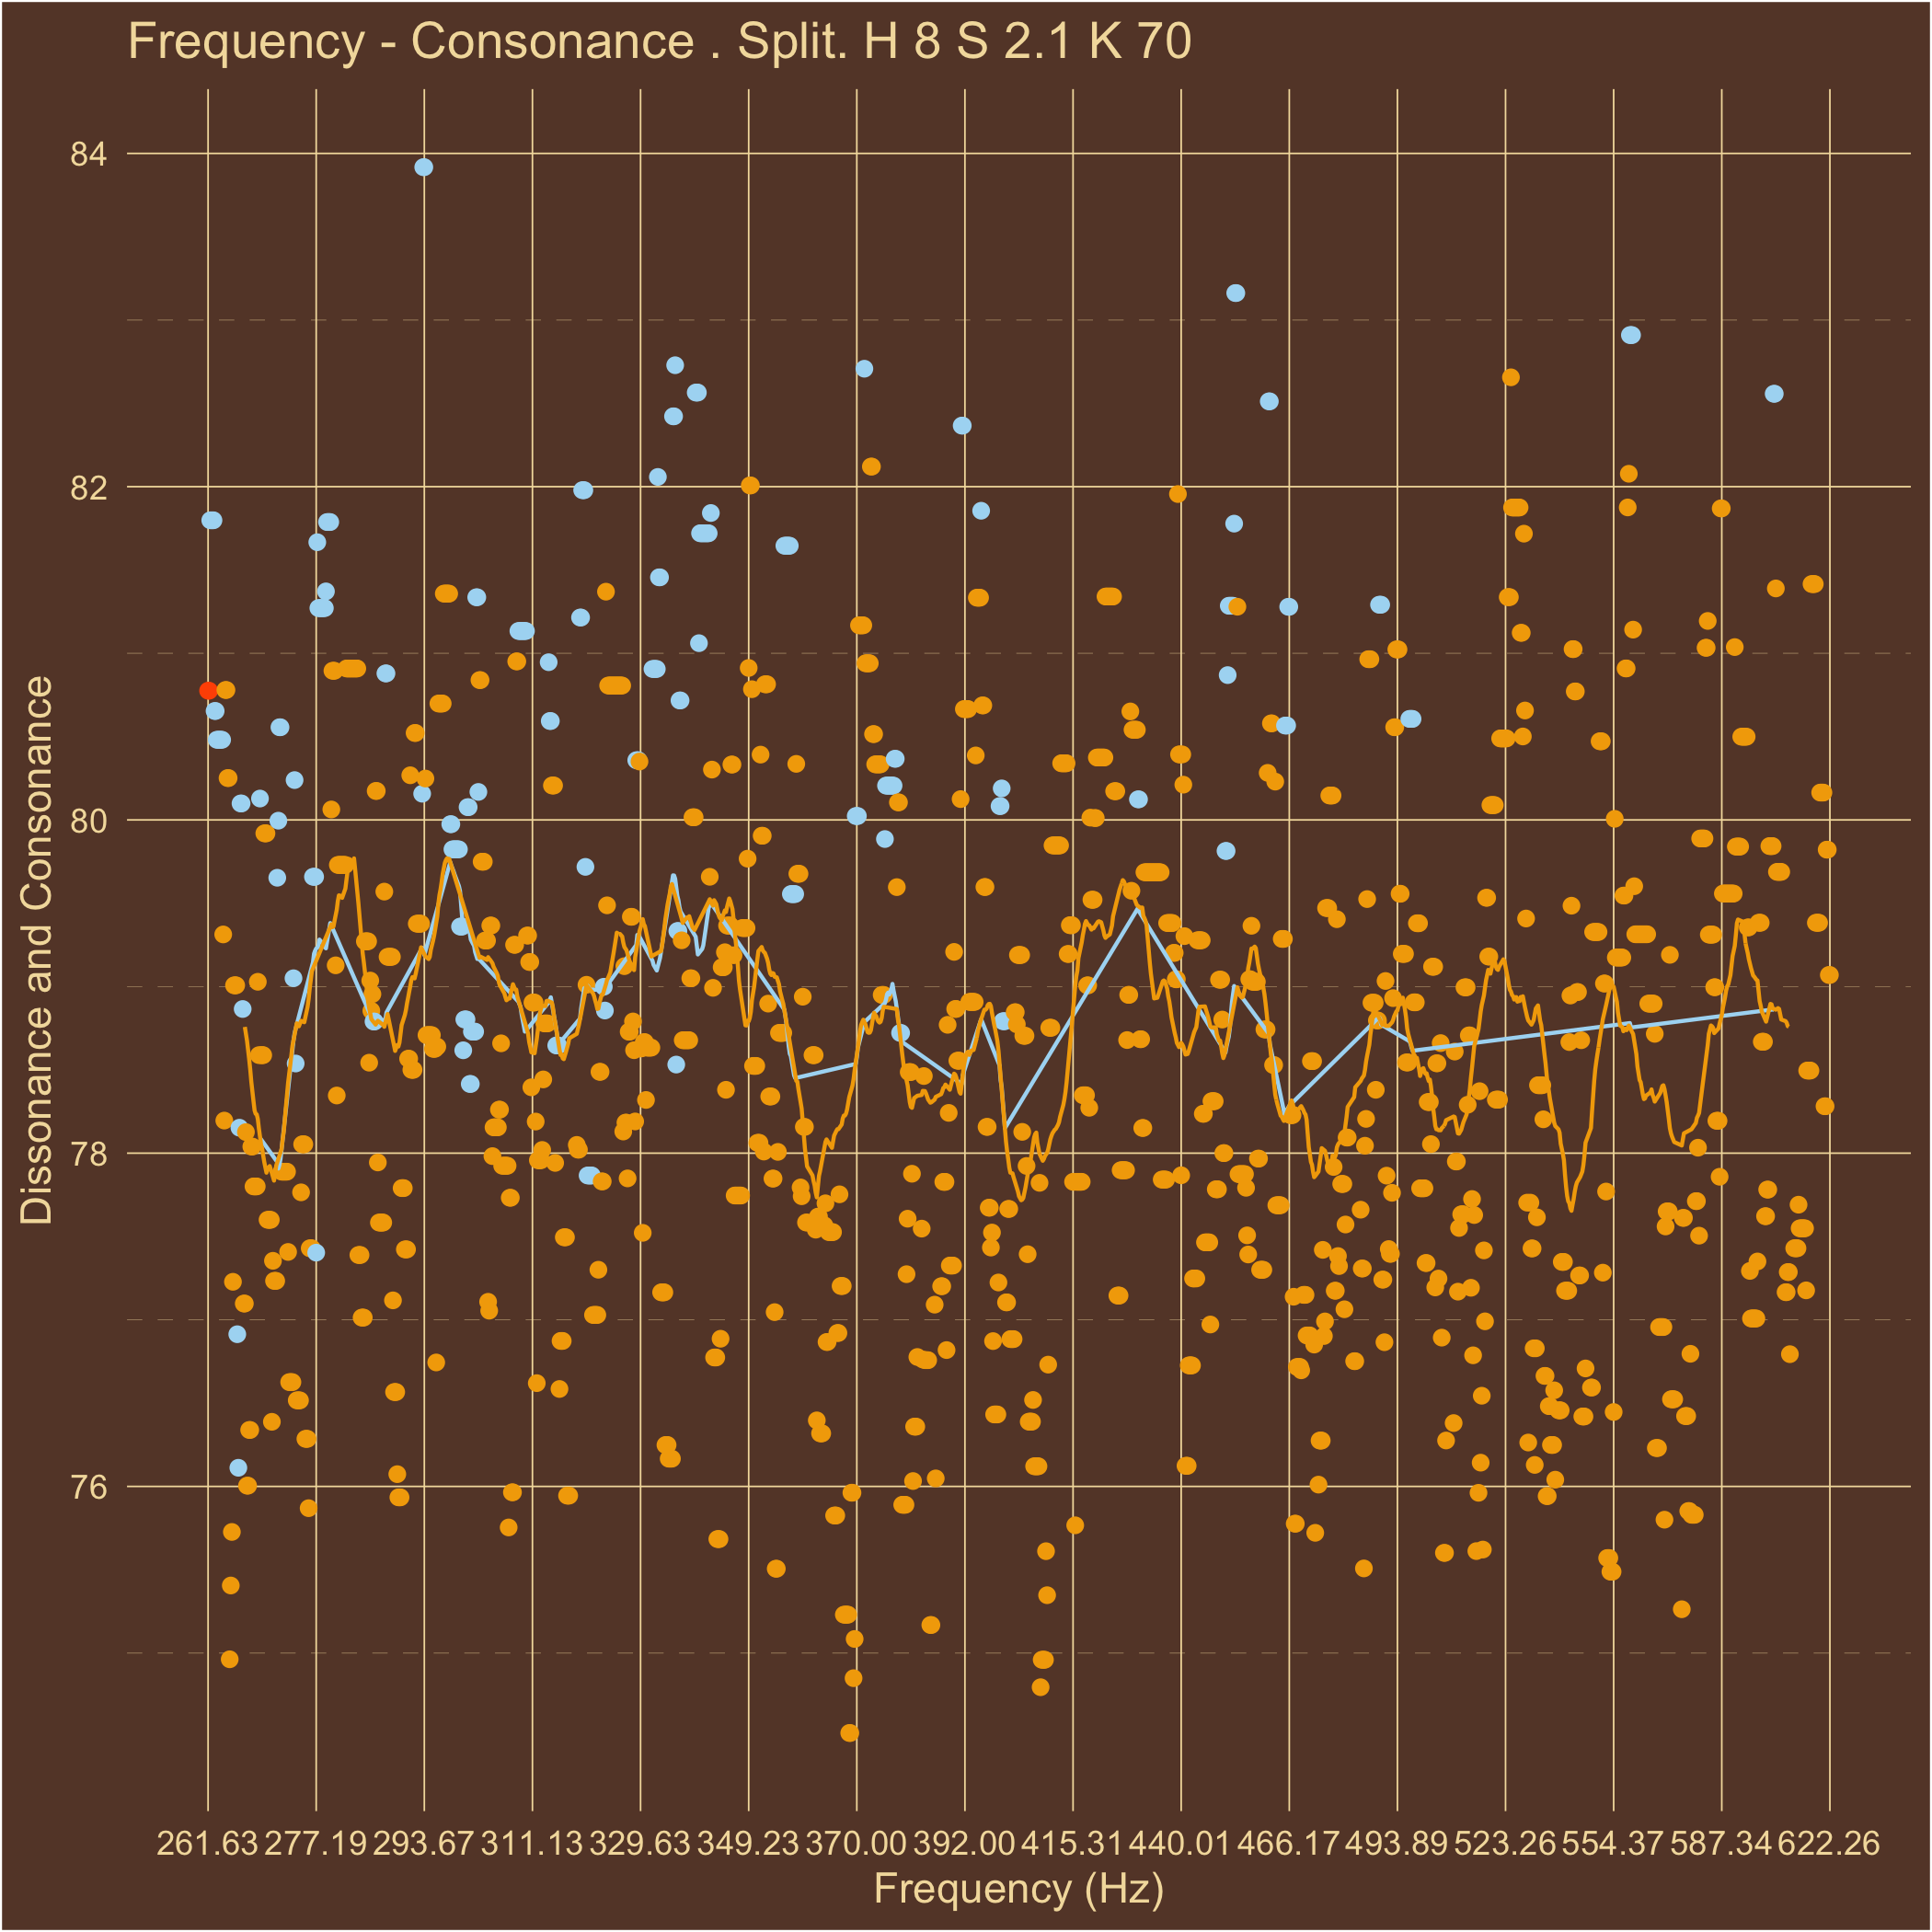 Frequency - Consonance . Split. H 8 S 2.1 K 70
Dissonance and Consonance
84
82
80
78
76
261.63 277.19 293.67 311.13 329.63 349.23 370.00 392.00 415.31 440.01 466.17 493.89 523.26 554.37 587.34 622.26
Frequency (Hz)